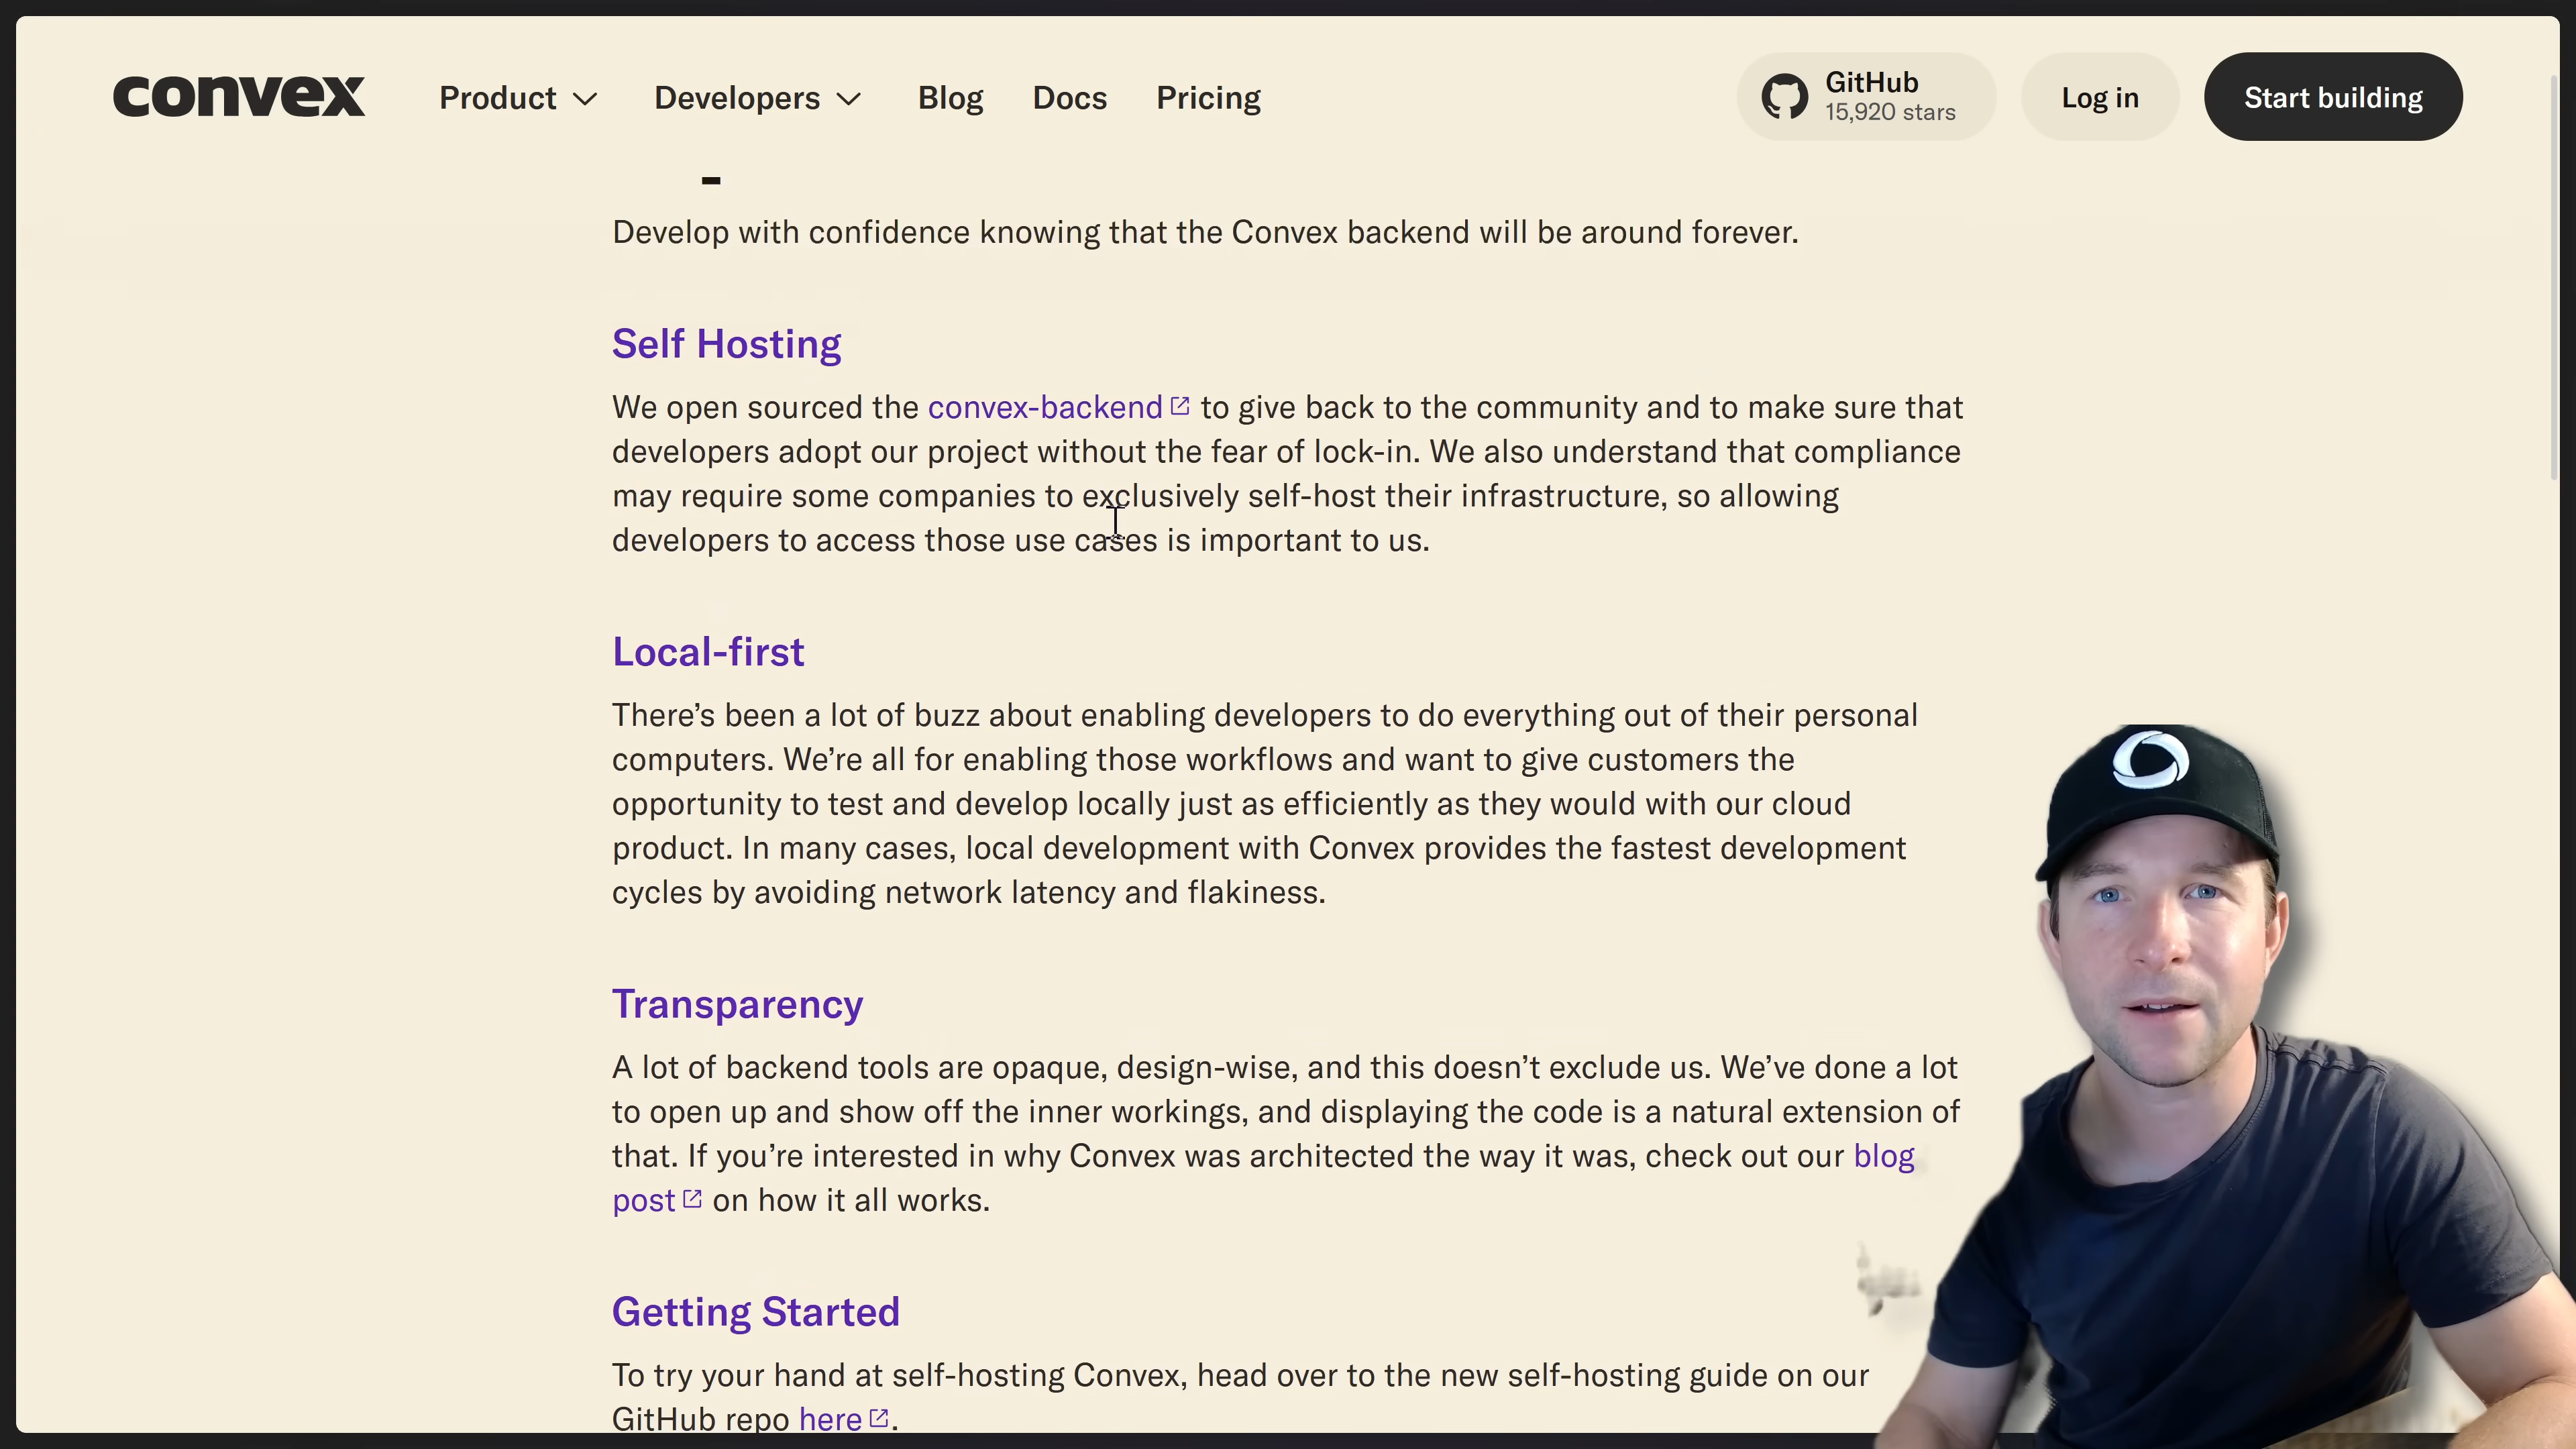 convex
Product
Developers
Blog
Docs
Pricing
GitHub
15,920 stars
Log in
Start building
Develop with confidence knowing that the Convex backend will be around forever.
Self Hosting
We open sourced the convex-backend to give back to the community and to make sure that
developers adopt our project without the fear of lock-in. We also understand that compliance
may require some companies to exclusively self-host their infrastructure, so allowing
developers to access those use cases is important to us.
Local-first
There’s been a lot of buzz about enabling developers to do everything out of their personal
computers. We’re all for enabling those workflows and want to give customers the
opportunity to test and develop locally just as efficiently as they would with our cloud
product. In many cases, local development with Convex provides the fastest development
cycles by avoiding network latency and flakiness.
Transparency
A lot of backend tools are opaque, design-wise, and this doesn’t exclude us. We’ve done a lot
to open up and show off the inner workings, and displaying the code is a natural extension of
that. If you’re interested in why Convex was architected the way it was, check out our blog
post on how it all works.
Getting Started
To try your hand at self-hosting Convex, head over to the new self-hosting guide on our
GitHub repo here.